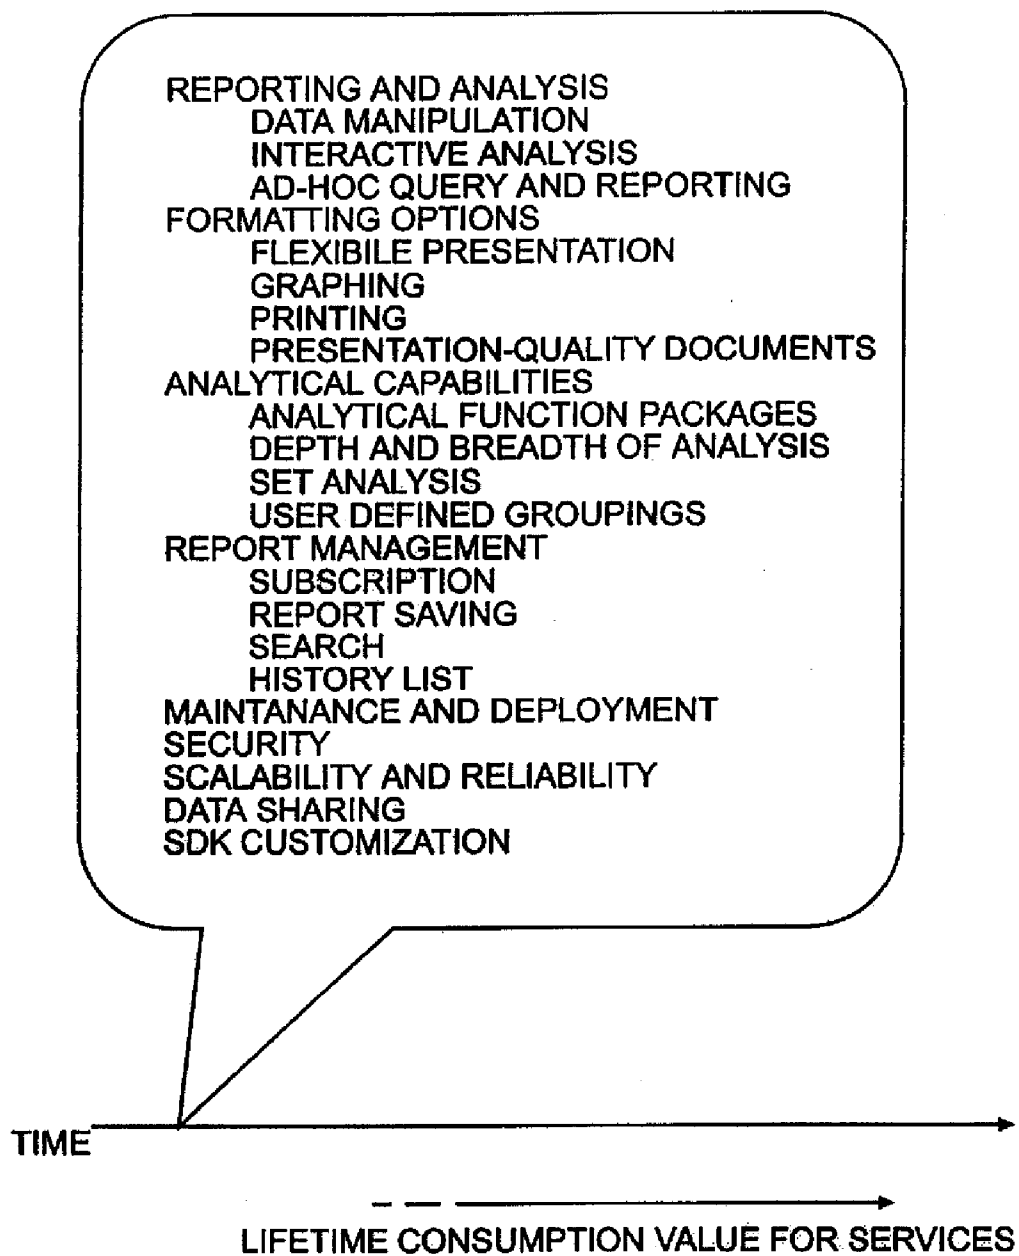 REPORTING AND ANALYSIS
DATA MANIPULATION
INTERACTIVE ANALYSIS
AD-HOC QUERY AND REPORTING
FORMATTING OPTIONS
FLEXIBILE PRESENTATION
GRAPHING
PRINTING
PRESENTATION-QUALITY DOCUMENTS
ANALYTICAL CAPABILITIES
ANALYTICAL FUNCTION PACKAGES
DEPTH AND BREADTH OF ANALYSIS
SET ANALYSIS
USER DEFINED GROUPINGS
REPORT MANAGEMENT
SUBSCRIPTION
REPORT SAVING
SEARCH
HISTORY LIST
MAINTANANCE AND DEPLOYMENT
SECURITY
SCALABILITY AND RELIABILITY
DATA SHARING
SDK CUSTOMIZATION
TIME
LIFETIME CONSUMPTION VALUE FOR SERVICES